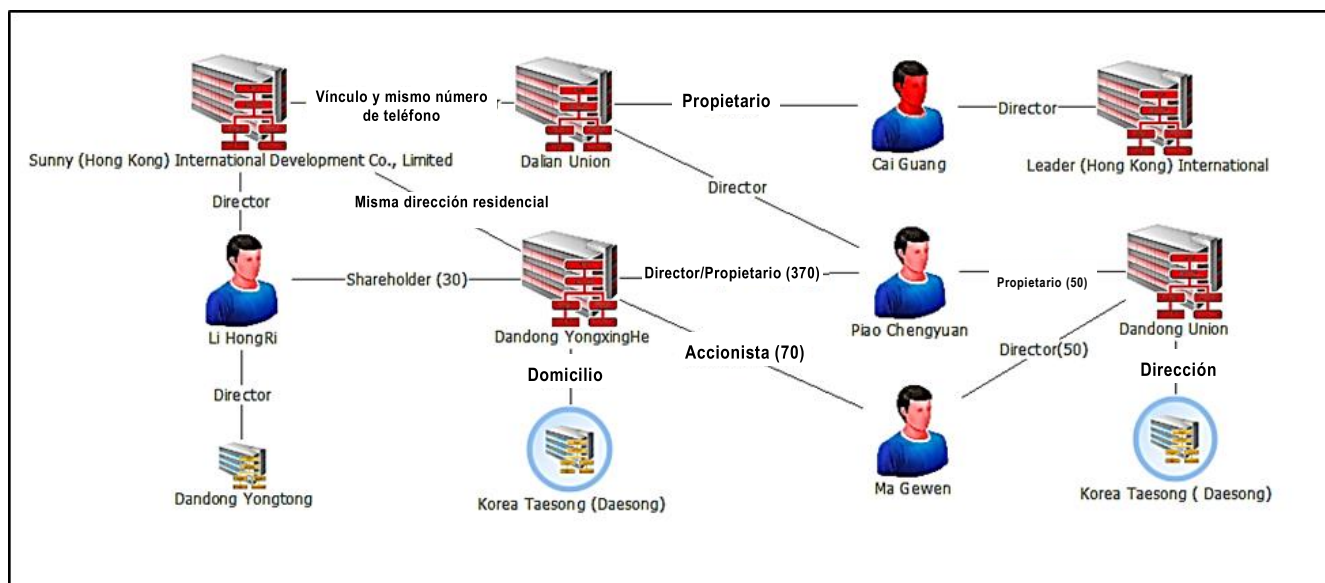 Vínculo y mismo número
de teléfono
Propietario
Director
Sunny (Hong Kong) International Development Co., Limited
Dalian Union
Cai Guang
Leader (Hong Kong) International
Director
Misma dirección residencial
Director
Li HongRi
Shareholder (30)
Dandong YongxingHe
Director/Propietario (370)
Piao Chengyuan
Propietario (50)
Dandong Union
Accionista (70)
Director(50)
Director
Domicilio
Dirección
Dandong Yongtong
Korea Taesong (Daesong)
Ma Gewen
Korea Taesong ( Daesong)